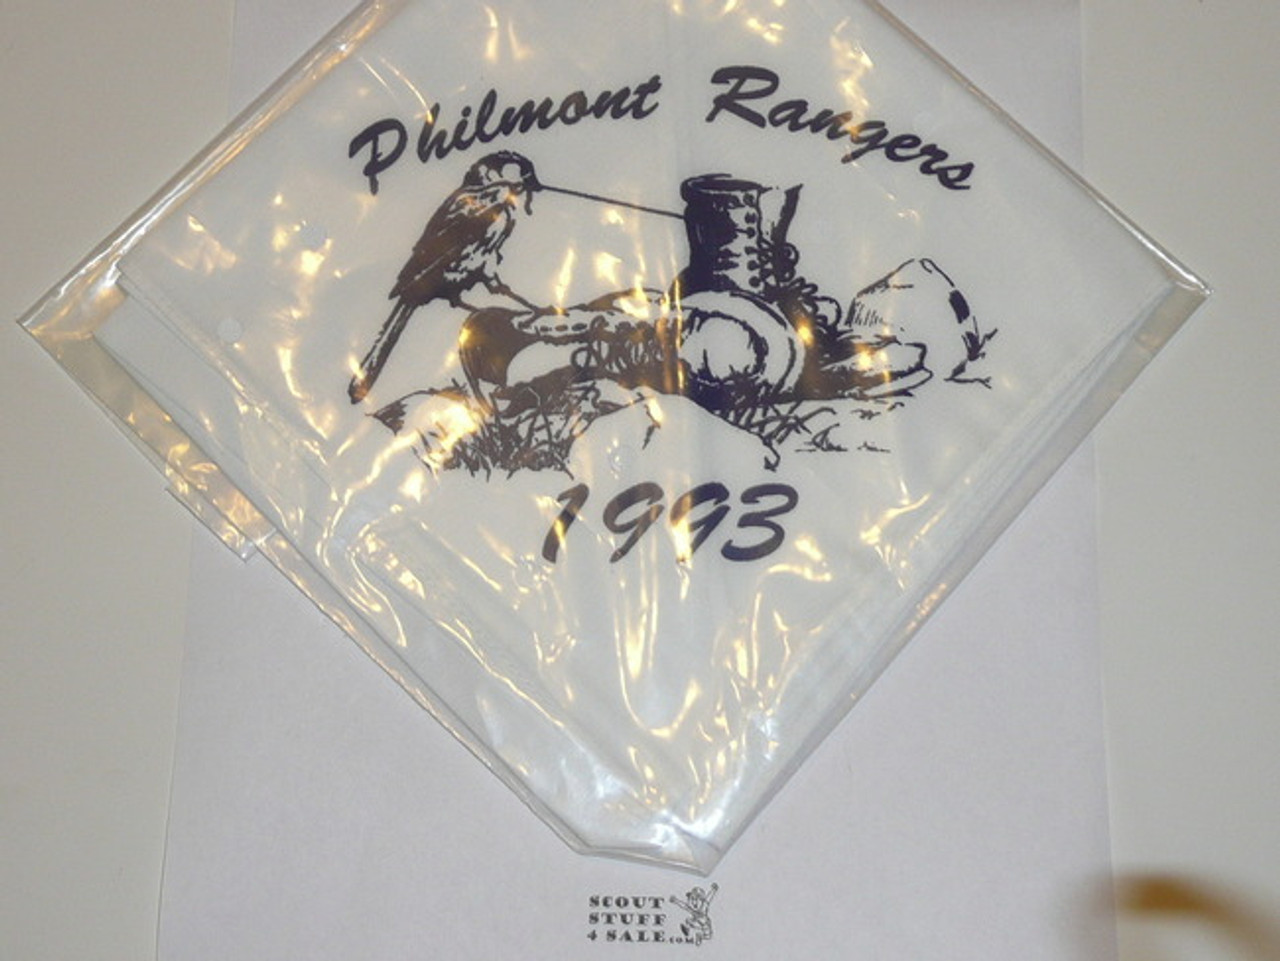 Philmont Rangers
1993
SCOUT
STUFF
4 SALE.COM